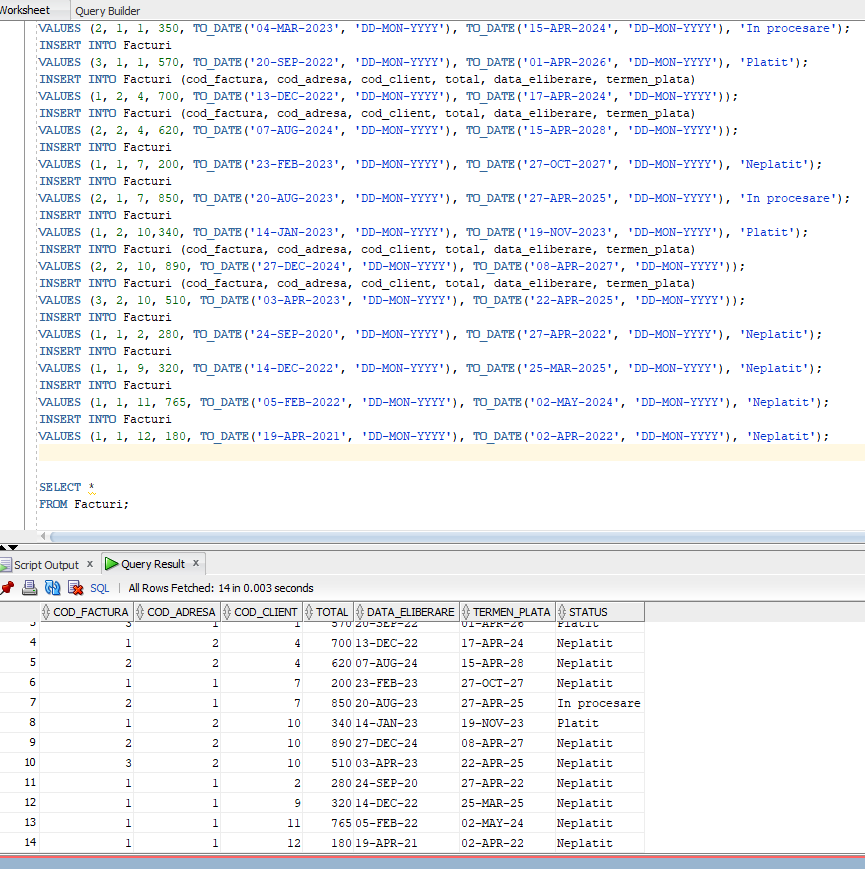 Worksheet Query Builder
VALUES (2, 1, 1, 350, TO_DATE('04-MAR-2023', 'DD-MON-YYYY'), TO_DATE('15-APR-2024', 'DD-MON-YYYY'), 'In procesare');
INSERT INTO Facturi
VALUES (3, 1, 1, 570, TO_DATE('20-SEP-2022', 'DD-MON-YYYY'), TO_DATE('01-APR-2026', 'DD-MON-YYYY'), 'Platit');
INSERT INTO Facturi (cod_factura, cod_adresa, cod_client, total, data_eliberare, termen_plata)
VALUES (1, 2, 4, 700, TO_DATE('13-DEC-2022', 'DD-MON-YYYY'), TO_DATE('17-APR-2024', 'DD-MON-YYYY'));
INSERT INTO Facturi (cod_factura, cod_adresa, cod_client, total, data_eliberare, termen_plata)
VALUES (2, 2, 4, 620, TO_DATE('07-AUG-2024', 'DD-MON-YYYY'), TO_DATE('15-APR-2028', 'DD-MON-YYYY'));
INSERT INTO Facturi
VALUES (1, 1, 7, 200, TO_DATE('23-FEB-2023', 'DD-MON-YYYY'), TO_DATE('27-OCT-2027', 'DD-MON-YYYY'), 'Neplatit');
INSERT INTO Facturi
VALUES (2, 1, 7, 850, TO_DATE('20-AUG-2023', 'DD-MON-YYYY'), TO_DATE('27-APR-2025', 'DD-MON-YYYY'), 'In procesare');
INSERT INTO Facturi
VALUES (1, 2, 10,340, TO_DATE('14-JAN-2023', 'DD-MON-YYYY'), TO_DATE('19-NOV-2023', 'DD-MON-YYYY'), 'Platit');
INSERT INTO Facturi (cod_factura, cod_adresa, cod_client, total, data_eliberare, termen_plata)
VALUES (2, 2, 10, 890, TO_DATE('27-DEC-2024', 'DD-MON-YYYY'), TO_DATE('08-APR-2027', 'DD-MON-YYYY'));
INSERT INTO Facturi (cod_factura, cod_adresa, cod_client, total, data_eliberare, termen_plata)
VALUES (3, 2, 10, 510, TO_DATE('03-APR-2023', 'DD-MON-YYYY'), TO_DATE('22-APR-2025', 'DD-MON-YYYY'));
INSERT INTO Facturi
VALUES (1, 1, 2, 280, TO_DATE('24-SEP-2020', 'DD-MON-YYYY'), TO_DATE('27-APR-2022', 'DD-MON-YYYY'), 'Neplatit');
INSERT INTO Facturi
VALUES (1, 1, 9, 320, TO_DATE('14-DEC-2022', 'DD-MON-YYYY'), TO_DATE('25-MAR-2025', 'DD-MON-YYYY'), 'Neplatit');
INSERT INTO Facturi
VALUES (1, 1, 11, 765, TO_DATE('05-FEB-2022', 'DD-MON-YYYY'), TO_DATE('02-MAY-2024', 'DD-MON-YYYY'), 'Neplatit');
INSERT INTO Facturi
VALUES (1, 1, 12, 180, TO_DATE('19-APR-2021', 'DD-MON-YYYY'), TO_DATE('02-APR-2022', 'DD-MON-YYYY'), 'Neplatit');
SELECT *
FROM Facturi;
Script Output x Query Result x
SQL | All Rows Fetched: 14 in 0.003 seconds
COD_FACTURA COD_ADRESA COD_CLIENT TOTAL DATA_ELIBERARE TERMEN_PLATA STATUS
3 3 1 1 570 20-SEP-22 01-APR-26 Platit
4 1 2 4 700 13-DEC-22 17-APR-24 Neplatit
5 2 2 4 620 07-AUG-24 15-APR-28 Neplatit
6 1 1 7 200 23-FEB-23 27-OCT-27 Neplatit
7 2 1 7 850 20-AUG-23 27-APR-25 In procesare
8 1 2 10 340 14-JAN-23 19-NOV-23 Platit
9 2 2 10 890 27-DEC-24 08-APR-27 Neplatit
10 3 2 10 510 03-APR-23 22-APR-25 Neplatit
11 1 1 2 280 24-SEP-20 27-APR-22 Neplatit
12 1 1 9 320 14-DEC-22 25-MAR-25 Neplatit
13 1 1 11 765 05-FEB-22 02-MAY-24 Neplatit
14 1 1 12 180 19-APR-21 02-APR-22 Neplatit